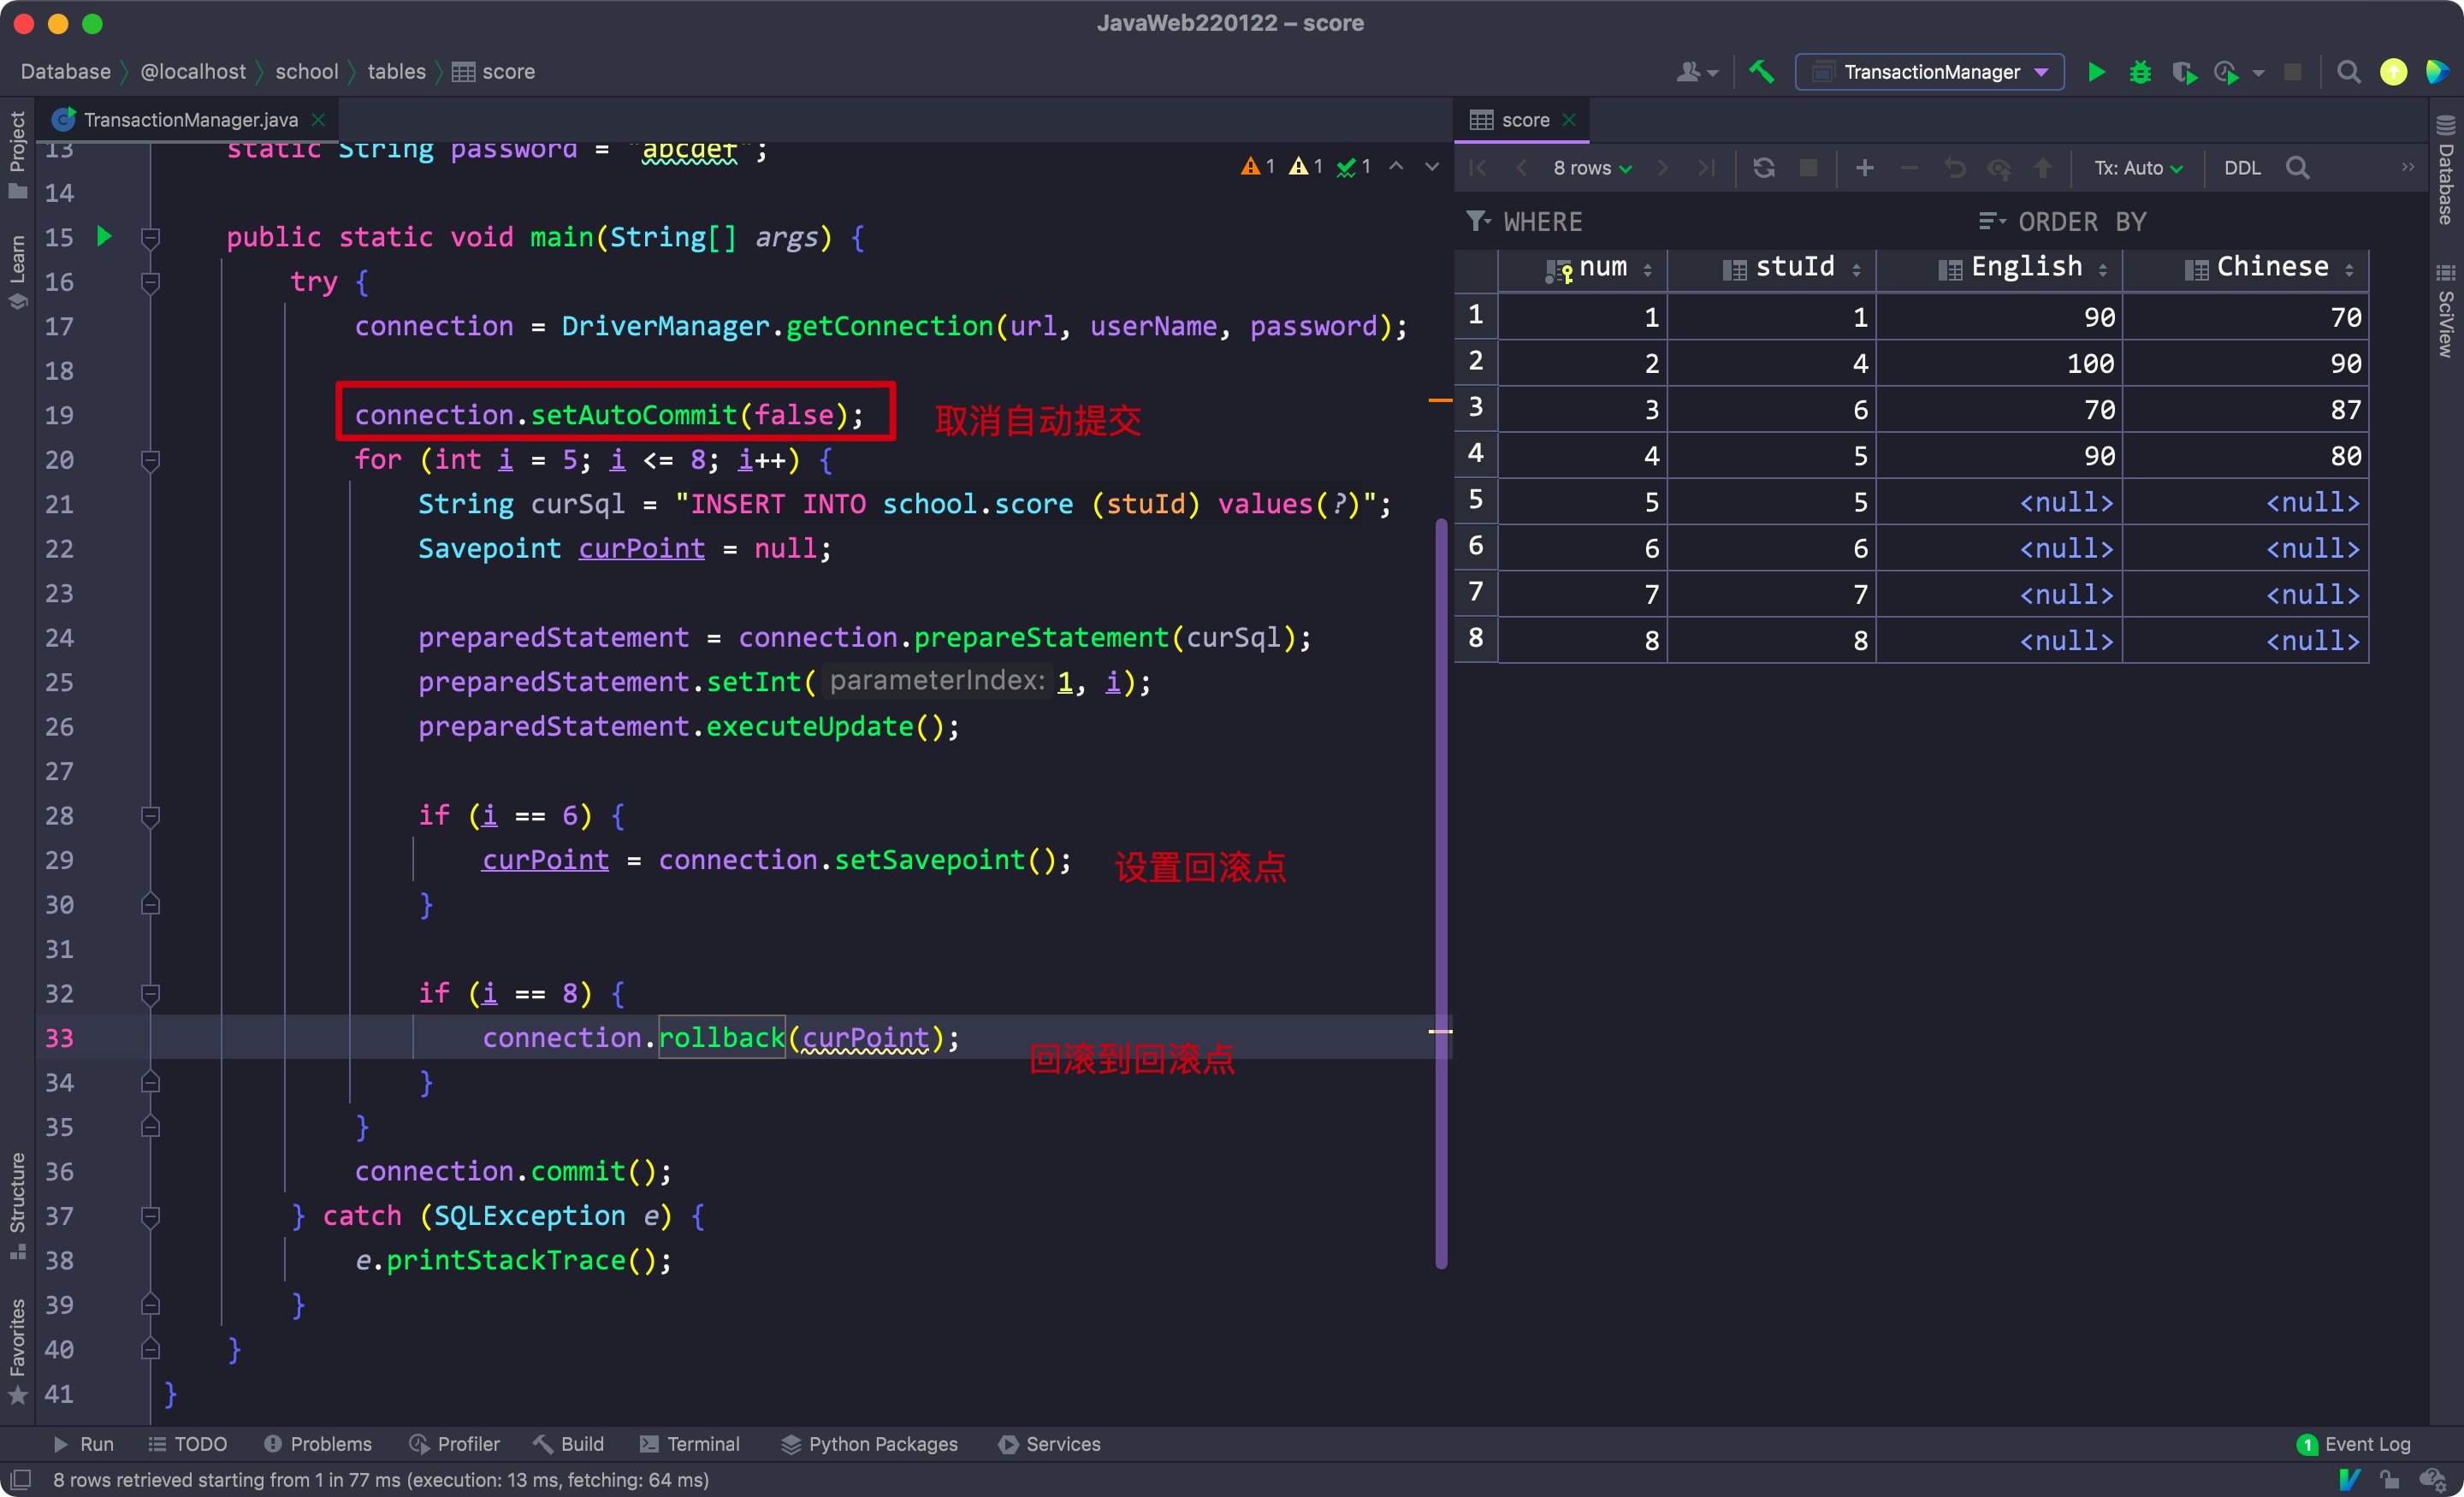 JavaWeb220122 – score
Database @localhost school tables score
TransactionManager
TransactionManager.java
score
Project
Learn
Structure
Favorites
Database
SciView
1 1 1
8 rows
Tx: Auto
DDL
WHERE
ORDER BY
13 static String password = "abcdef";
14
15 public static void main(String[] args) {
16 try {
17 connection = DriverManager.getConnection(url, userName, password);
18
19 connection.setAutoCommit(false); 取消自动提交
20 for (int i = 5; i <= 8; i++) {
21 String curSql = "INSERT INTO school.score (stuId) values(?)";
22 Savepoint curPoint = null;
23
24 preparedStatement = connection.prepareStatement(curSql);
25 preparedStatement.setInt( parameterIndex: 1, i);
26 preparedStatement.executeUpdate();
27
28 if (i == 6) {
29 curPoint = connection.setSavepoint(); 设置回滚点
30 }
31
32 if (i == 8) {
33 connection.rollback(curPoint); 回滚到回滚点
34 }
35 }
36 connection.commit();
37 } catch (SQLException e) {
38 e.printStackTrace();
39 }
40 }
41 }
num stuId English Chinese
1 1 1 90 70
2 2 4 100 90
3 3 6 70 87
4 4 5 90 80
5 5 5 <null> <null>
6 6 6 <null> <null>
7 7 7 <null> <null>
8 8 8 <null> <null>
Run TODO Problems Profiler Build Terminal Python Packages Services 1 Event Log
8 rows retrieved starting from 1 in 77 ms (execution: 13 ms, fetching: 64 ms)